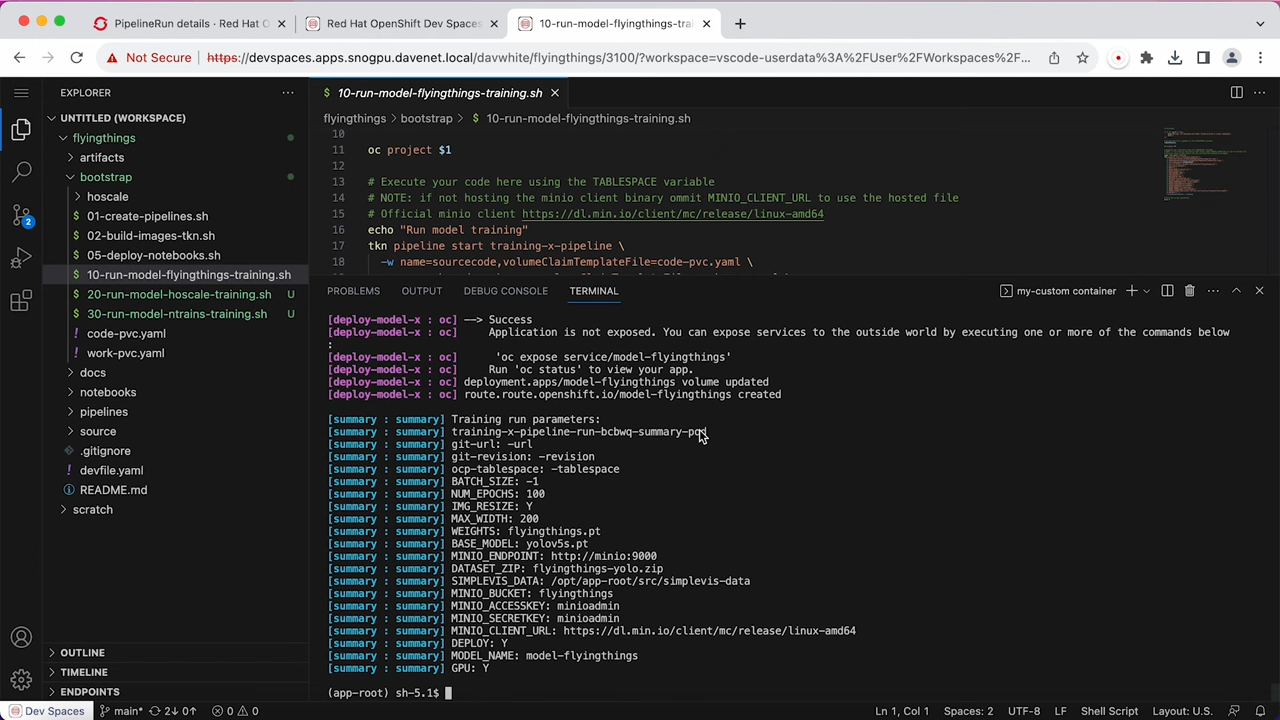 PipelineRun details · Red Hat O
Red Hat OpenShift Dev Spaces
10-run-model-flyingthings-trai
Not Secure
https://devspaces.apps.snogpu.davenet.local/davwhite/flyingthings/3100/?workspace=vscode-userdata%3A%2FUser%2FWorkspaces%2F...
EXPLORER
10-run-model-flyingthings-training.sh
UNTITLED (WORKSPACE)
flyingthings
artifacts
bootstrap
hoscale
01-create-pipelines.sh
02-build-images-tkn.sh
05-deploy-notebooks.sh
10-run-model-flyingthings-training.sh
20-run-model-hoscale-training.sh U
30-run-model-ntrains-training.sh U
code-pvc.yaml
work-pvc.yaml
docs
notebooks
pipelines
source
.gitignore
devfile.yaml
README.md
scratch
OUTLINE
TIMELINE
ENDPOINTS
2
flyingthings > bootstrap > $ 10-run-model-flyingthings-training.sh
10
11 oc project $1
12
13 # Execute your code here using the TABLESPACE variable
14 # NOTE: if not hosting the minio client binary ommit MINIO_CLIENT_URL to use the hosted file
15 # Official minio client https://dl.min.io/client/mc/release/linux-amd64
16 echo "Run model training"
17 tkn pipeline start training-x-pipeline \
18 -w name=sourcecode,volumeClaimTemplateFile=code-pvc.yaml \
PROBLEMS OUTPUT DEBUG CONSOLE TERMINAL
my-custom container
[deploy-model-x : oc] --> Success
[deploy-model-x : oc] Application is not exposed. You can expose services to the outside world by executing one or more of the commands below
:
[deploy-model-x : oc] 'oc expose service/model-flyingthings'
[deploy-model-x : oc] Run 'oc status' to view your app.
[deploy-model-x : oc] deployment.apps/model-flyingthings volume updated
[deploy-model-x : oc] route.route.openshift.io/model-flyingthings created
[summary : summary] Training run parameters:
[summary : summary] training-x-pipeline-run-bcbwq-summary-pod
[summary : summary] git-url: -url
[summary : summary] git-revision: -revision
[summary : summary] ocp-tablespace: -tablespace
[summary : summary] BATCH_SIZE: -1
[summary : summary] NUM_EPOCHS: 100
[summary : summary] IMG_RESIZE: Y
[summary : summary] MAX_WIDTH: 200
[summary : summary] WEIGHTS: flyingthings.pt
[summary : summary] BASE_MODEL: yolov5s.pt
[summary : summary] MINIO_ENDPOINT: http://minio:9000
[summary : summary] DATASET_ZIP: flyingthings-yolo.zip
[summary : summary] SIMPLEVIS_DATA: /opt/app-root/src/simplevis-data
[summary : summary] MINIO_BUCKET: flyingthings
[summary : summary] MINIO_ACCESSKEY: minioadmin
[summary : summary] MINIO_SECRETKEY: minioadmin
[summary : summary] MINIO_CLIENT_URL: https://dl.min.io/client/mc/release/linux-amd64
[summary : summary] DEPLOY: Y
[summary : summary] MODEL_NAME: model-flyingthings
[summary : summary] GPU: Y
(app-root) sh-5.1$
Dev Spaces main* 2↓ 0↑ 0 0
Ln 1, Col 1 Spaces: 2 UTF-8 LF Shell Script Layout: U.S.